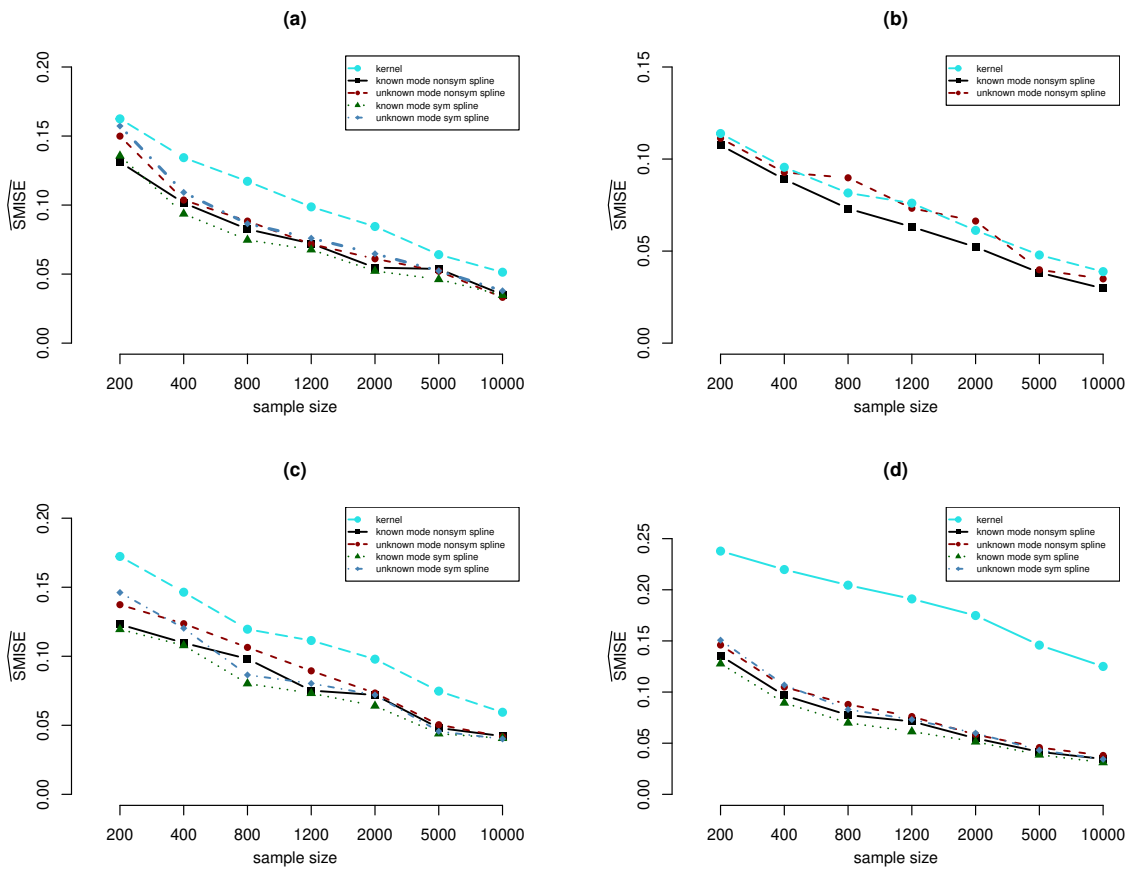 (a)
0.20
0.15
0.10
0.05
0.00
SMISE
kernel
known mode nonsym spline
unknown mode nonsym spline
known mode sym spline
unknown mode sym spline
200 400 800 1200 2000 5000 10000
sample size
(b)
0.15
0.10
0.05
0.00
SMISE
kernel
known mode nonsym spline
unknown mode nonsym spline
200 400 800 1200 2000 5000 10000
sample size
(c)
0.20
0.15
0.10
0.05
0.00
SMISE
kernel
known mode nonsym spline
unknown mode nonsym spline
known mode sym spline
unknown mode sym spline
200 400 800 1200 2000 5000 10000
sample size
(d)
0.25
0.15
0.10
0.05
0.00
SMISE
kernel
known mode nonsym spline
unknown mode nonsym spline
known mode sym spline
unknown mode sym spline
200 400 800 1200 2000 5000 10000
sample size